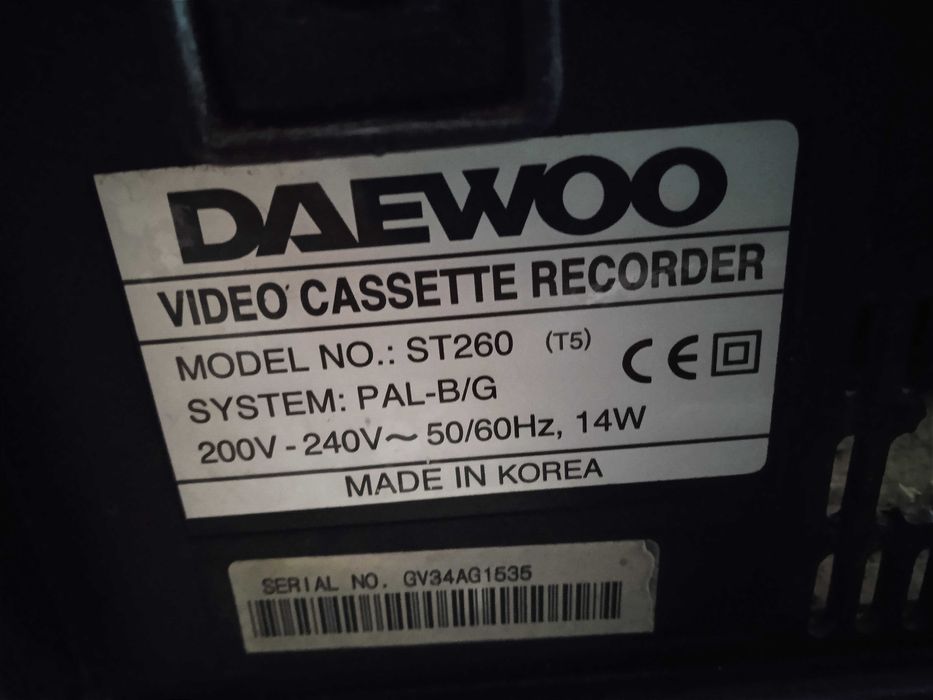 DAEWOO
VIDEO CASSETTE RECORDER
MODEL NO.: ST260 (T5) CE
SYSTEM: PAL-B/G
200V - 240V~ 50/60Hz, 14W
MADE IN KOREA
SERIAL NO. GV34AG1535